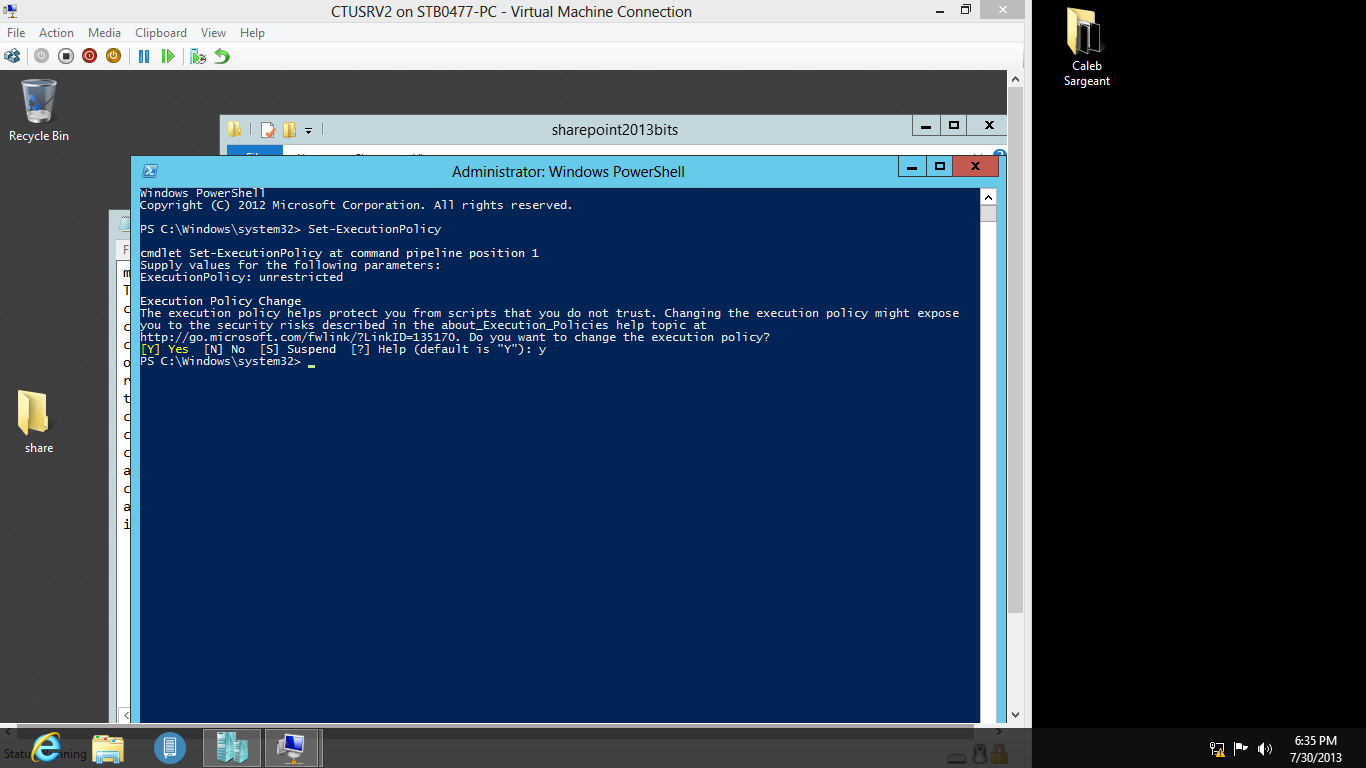 CTUSRV2 on STB0477-PC - Virtual Machine Connection
File Action Media Clipboard View Help
Caleb
Sargeant
Recycle Bin
sharepoint2013bits
Administrator: Windows PowerShell
Windows PowerShell
Copyright (C) 2012 Microsoft Corporation. All rights reserved.
PS C:\Windows\system32> Set-ExecutionPolicy
cmdlet Set-ExecutionPolicy at command pipeline position 1
Supply values for the following parameters:
ExecutionPolicy: unrestricted
Execution Policy Change
The execution policy helps protect you from scripts that you do not trust. Changing the execution policy might expose
you to the security risks described in the about_Execution_Policies help topic at
http://go.microsoft.com/fwlink/?LinkID=135170. Do you want to change the execution policy?
[Y] Yes [N] No [S] Suspend [?] Help (default is "Y"): y
PS C:\Windows\system32>
share
6:35 PM
7/30/2013